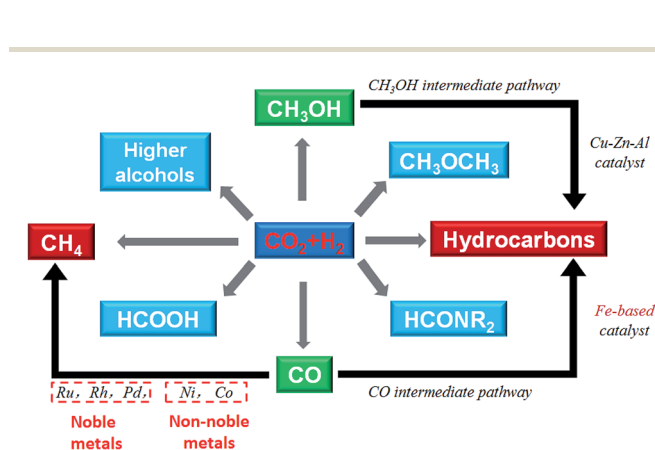 CH₃OH intermediate pathway
CH₃OH
Cu-Zn-Al
catalyst
Higher
alcohols
CH₃OCH₃
CH₄
CO₂+H₂
Hydrocarbons
HCOOH
HCONR₂
Fe-based
catalyst
CO
CO intermediate pathway
Ru, Rh, Pd,
Ni, Co
Noble
metals
Non-noble
metals